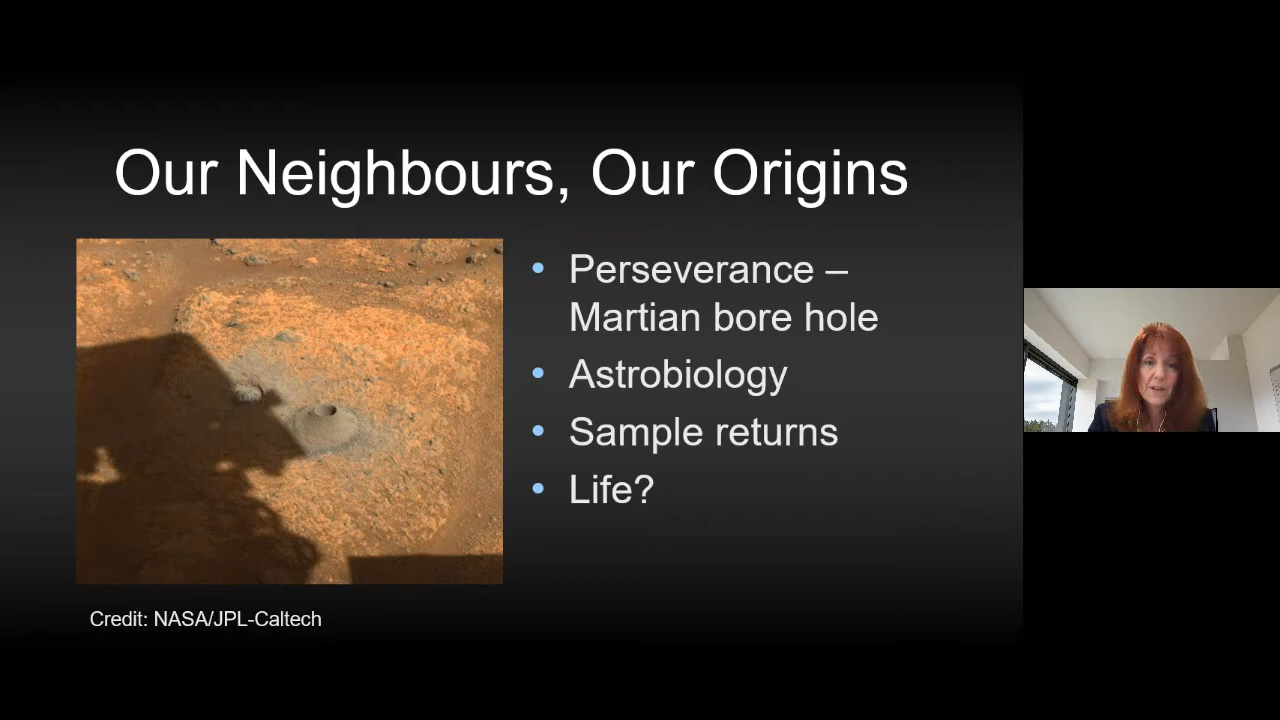 Our Neighbours, Our Origins
• Perseverance –
Martian bore hole
• Astrobiology
• Sample returns
• Life?
Credit: NASA/JPL-Caltech